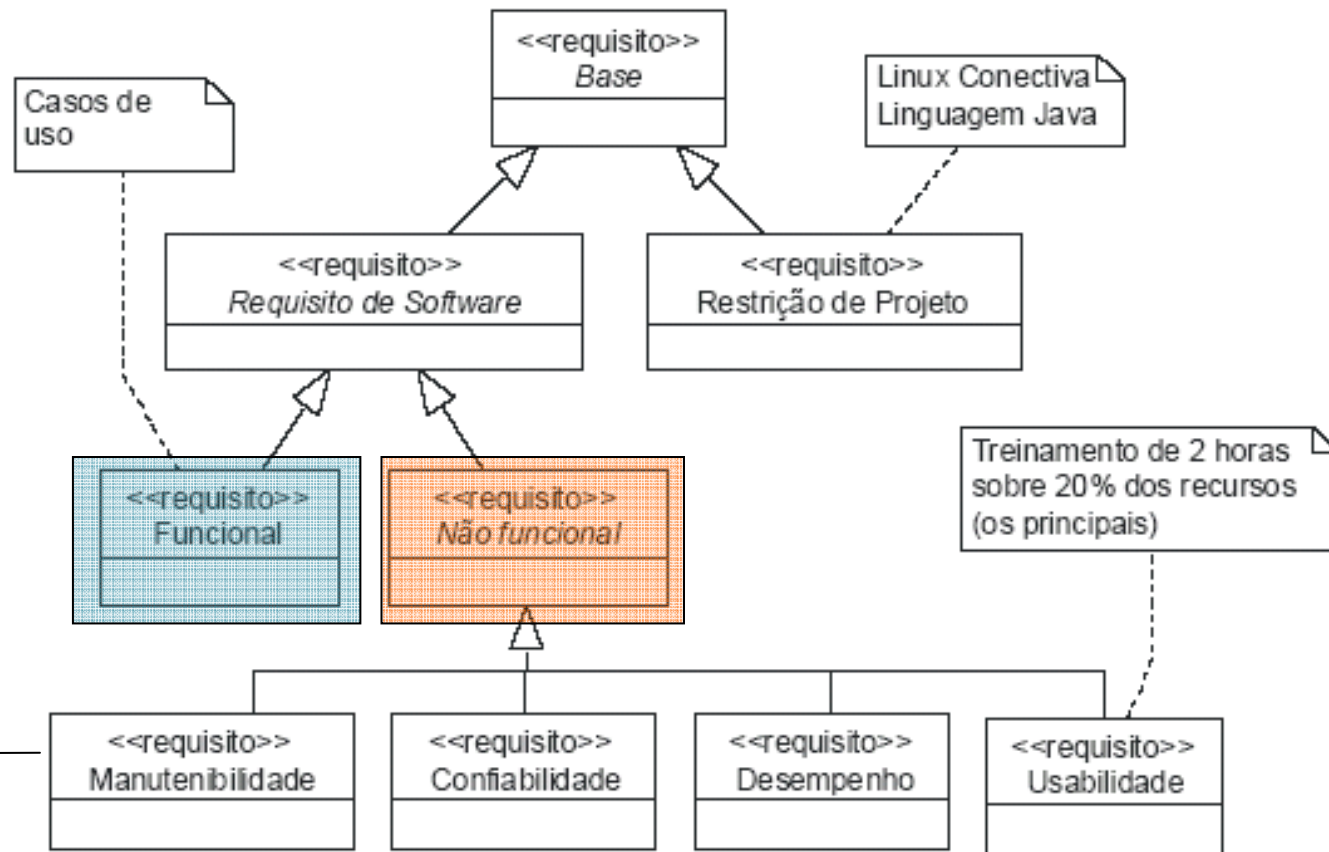 <<requisito>>
Base
Casos de
uso
Linux Conectiva
Linguagem Java
<<requisito>>
Requisito de Software
<<requisito>>
Restrição de Projeto
<<requisito>>
Funcional
<<requisito>>
Não funcional
Treinamento de 2 horas
sobre 20% dos recursos
(os principais)
<<requisito>>
Manutenibilidade
<<requisito>>
Confiabilidade
<<requisito>>
Desempenho
<<requisito>>
Usabilidade